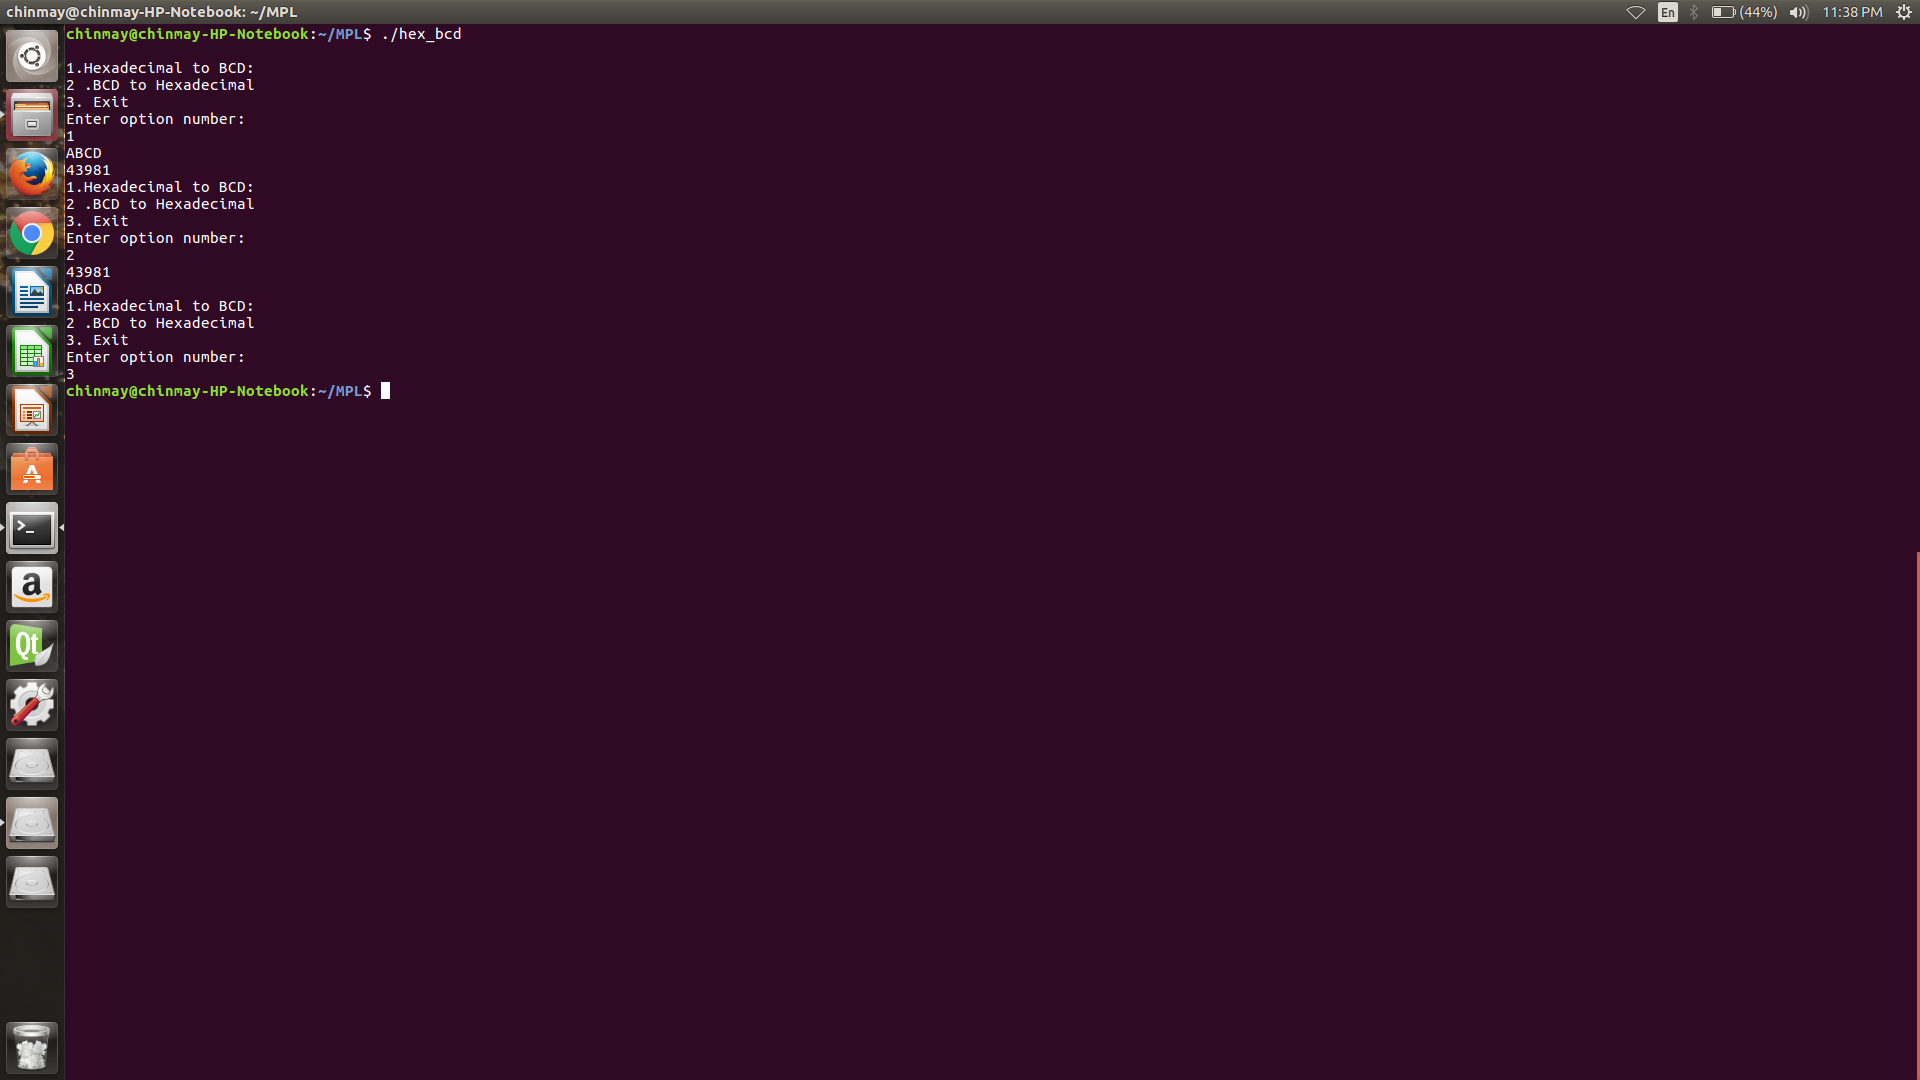 chinmay@chinmay-HP-Notebook: ~/MPL
En
(44%)
11:38 PM
chinmay@chinmay-HP-Notebook:~/MPL$ ./hex_bcd
1.Hexadecimal to BCD:
2 .BCD to Hexadecimal
3. Exit
Enter option number:
1
ABCD
43981
1.Hexadecimal to BCD:
2 .BCD to Hexadecimal
3. Exit
Enter option number:
2
43981
ABCD
1.Hexadecimal to BCD:
2 .BCD to Hexadecimal
3. Exit
Enter option number:
3
chinmay@chinmay-HP-Notebook:~/MPL$
A
>_
a
Qt